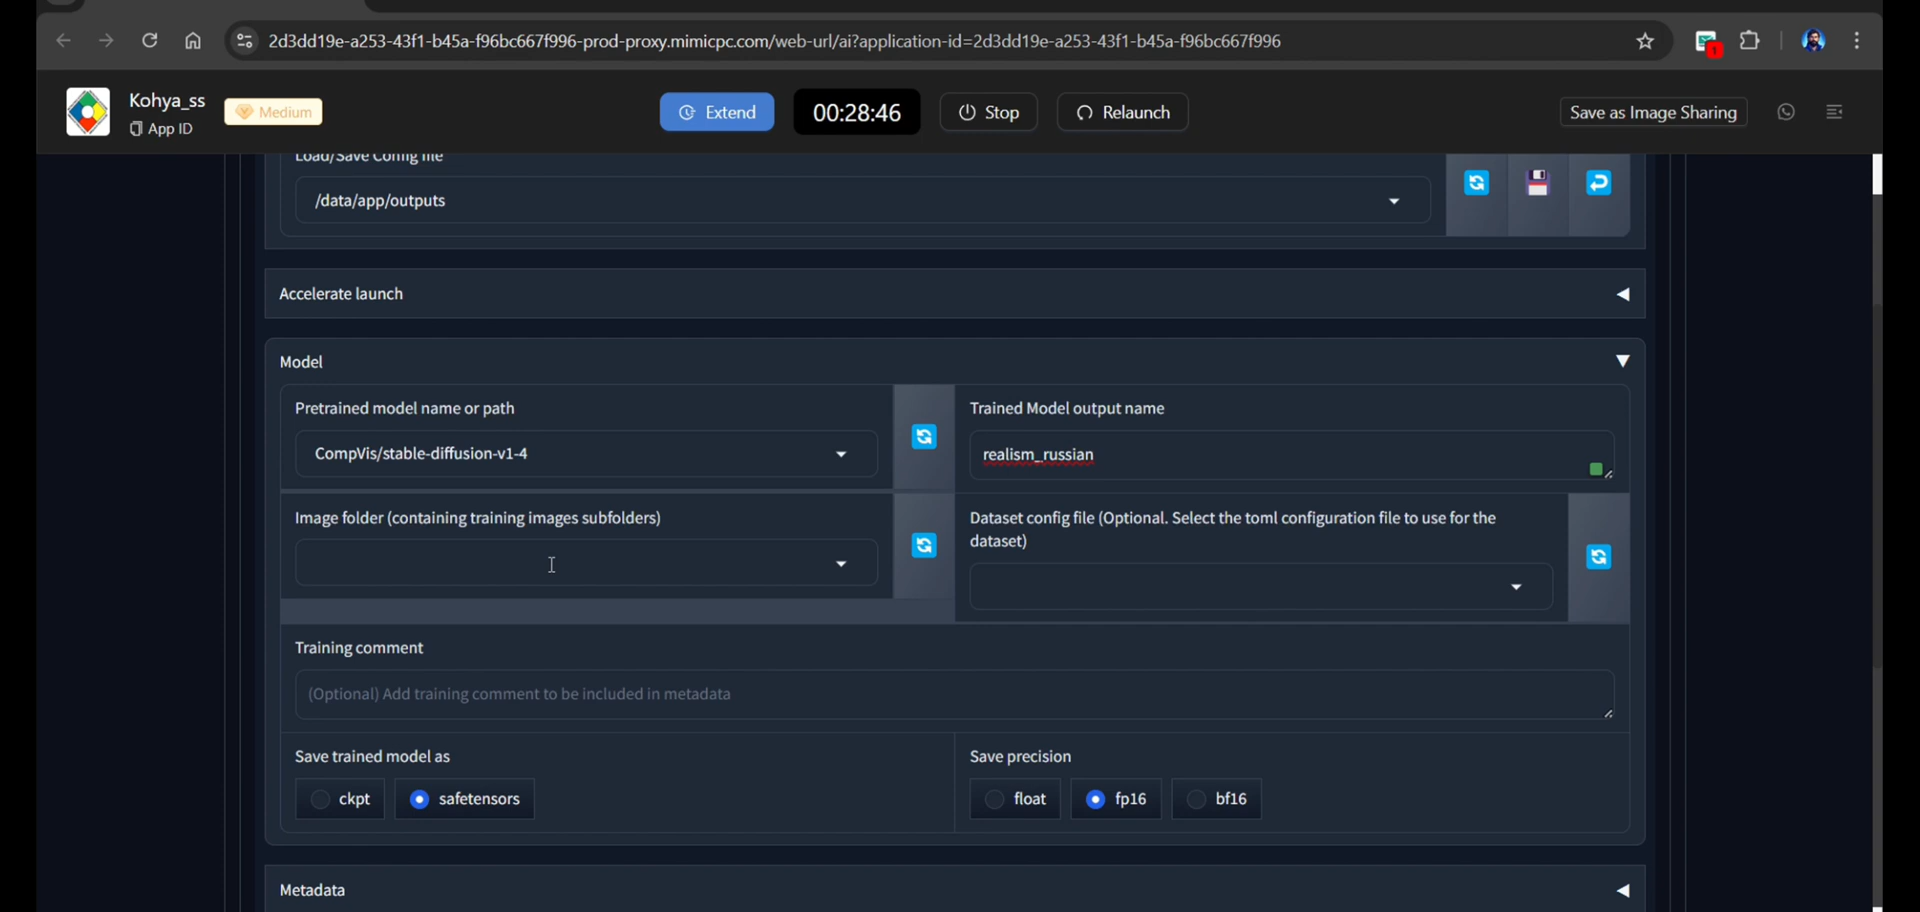 2d3dd19e-a253-43f1-b45a-f96bc667f996-prod-proxy.mimicpc.com/web-url/ai?application-id=2d3dd19e-a253-43f1-b45a-f96bc667f996
1
Kohya_ss
App ID
Medium
Extend
00:28:46
Stop
Relaunch
Save as Image Sharing
Load/Save Config file
/data/app/outputs
Accelerate launch
Model
Pretrained model name or path
CompVis/stable-diffusion-v1-4
Trained Model output name
realism_russian
Image folder (containing training images subfolders)
Dataset config file (Optional. Select the toml configuration file to use for the
dataset)
Training comment
(Optional) Add training comment to be included in metadata
Save trained model as
ckpt
safetensors
Save precision
float
fp16
bf16
Metadata